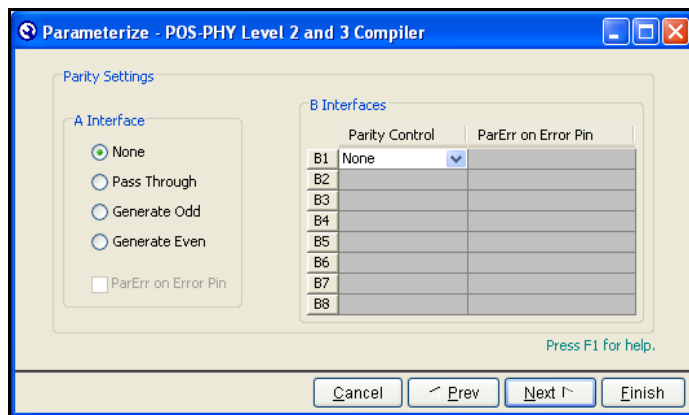 Parameterize - POS-PHY Level 2 and 3 Compiler
Parity Settings
A Interface
None
Pass Through
Generate Odd
Generate Even
ParErr on Error Pin
B Interfaces
Parity Control ParErr on Error Pin
B1 None
B2
B3
B4
B5
B6
B7
B8
Press F1 for help.
Cancel Prev Next Finish